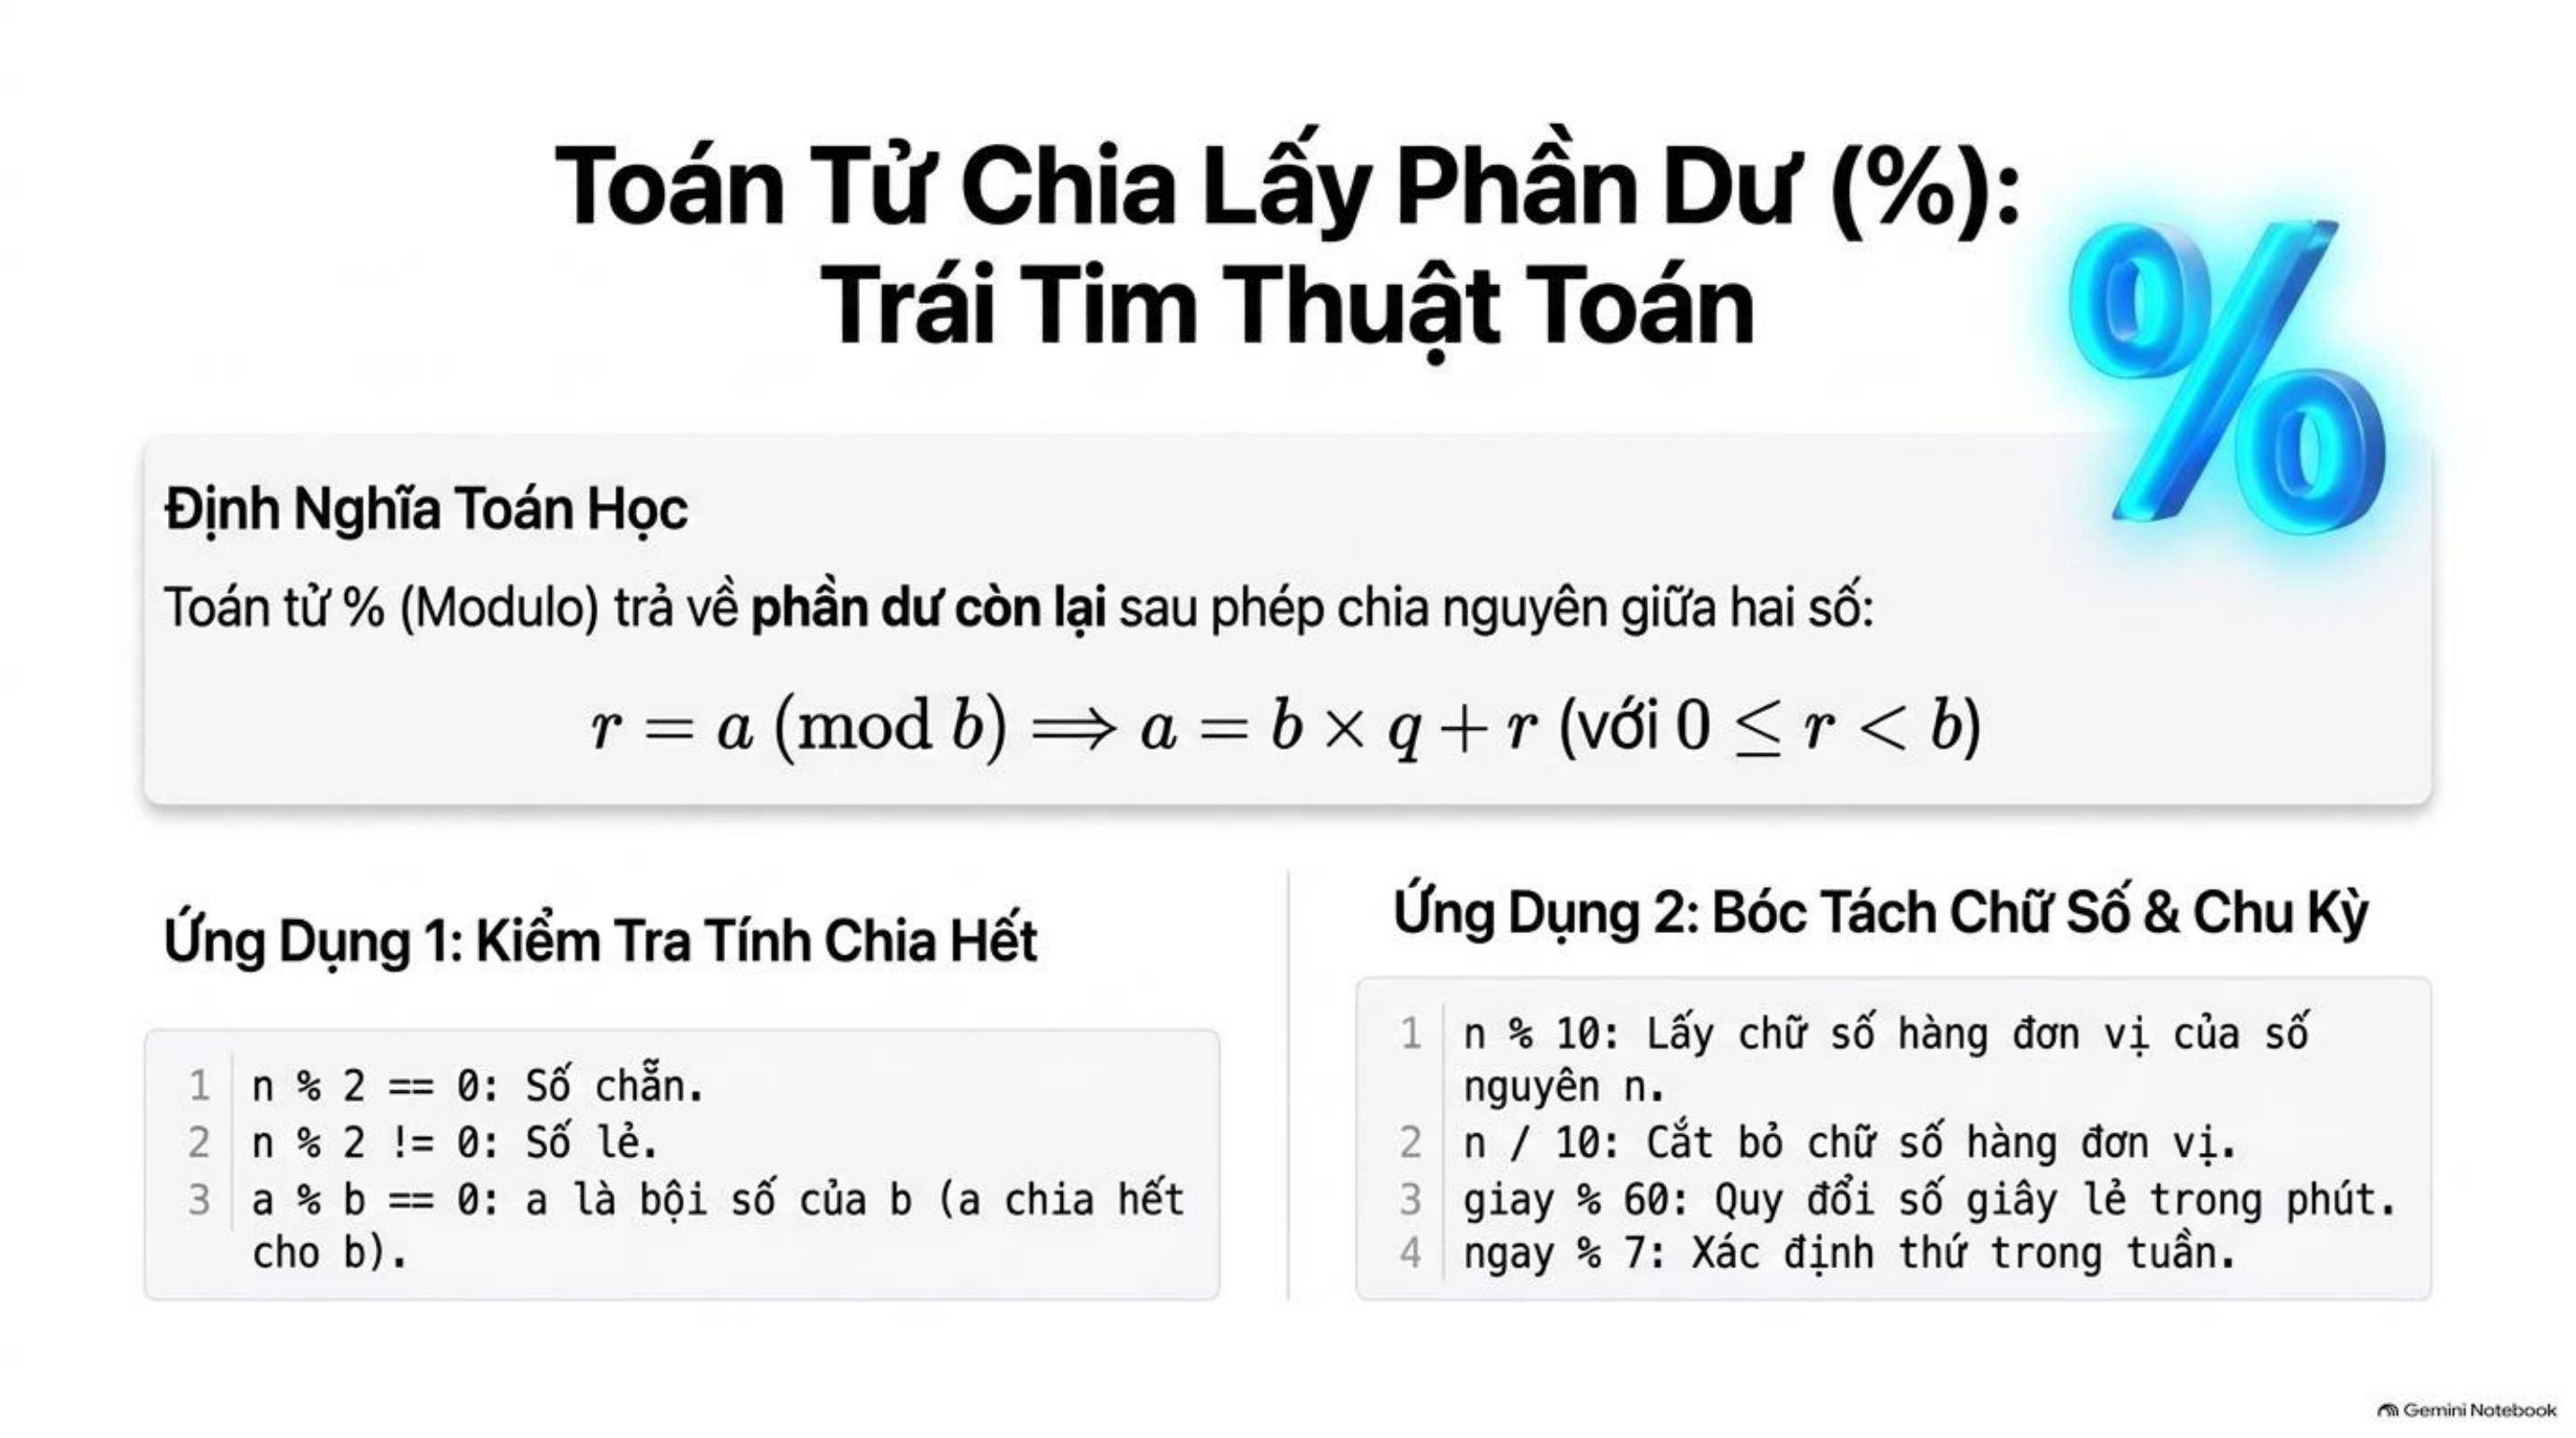 Toán Tử Chia Lấy Phần Dư (%):
Trái Tim Thuật Toán
%
Định Nghĩa Toán Học
Toán tử % (Modulo) trả về phần dư còn lại sau phép chia nguyên giữa hai số:
r = a (mod b) ⟹ a = b × q + r (với 0 ≤ r < b)
Ứng Dụng 1: Kiểm Tra Tính Chia Hết
1 n % 2 == 0: Số chẵn.
2 n % 2 != 0: Số lẻ.
3 a % b == 0: a là bội số của b (a chia hết
cho b).
Ứng Dụng 2: Bóc Tách Chữ Số & Chu Kỳ
1 n % 10: Lấy chữ số hàng đơn vị của số
nguyên n.
2 n / 10: Cắt bỏ chữ số hàng đơn vị.
3 giay % 60: Quy đổi số giây lẻ trong phút.
4 ngay % 7: Xác định thứ trong tuần.
Gemini Notebook